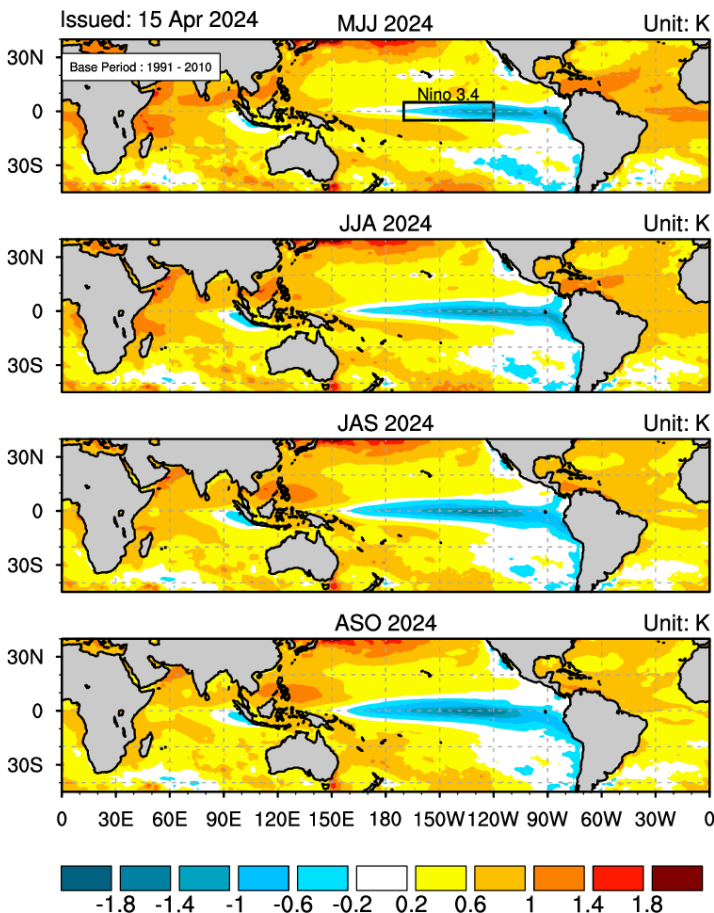 Issued: 15 Apr 2024 MJJ 2024 Unit: K
30N
Base Period : 1991 - 2010
Nino 3.4
0
30S
JJA 2024 Unit: K
30N
0
30S
JAS 2024 Unit: K
30N
0
30S
ASO 2024 Unit: K
30N
0
30S
0 30E 60E 90E 120E 150E 150W 120W 90W 60W 30W 0
-1.8 -1.4 -1 -0.6 -0.2 0.2 0.6 1 1.4 1.8